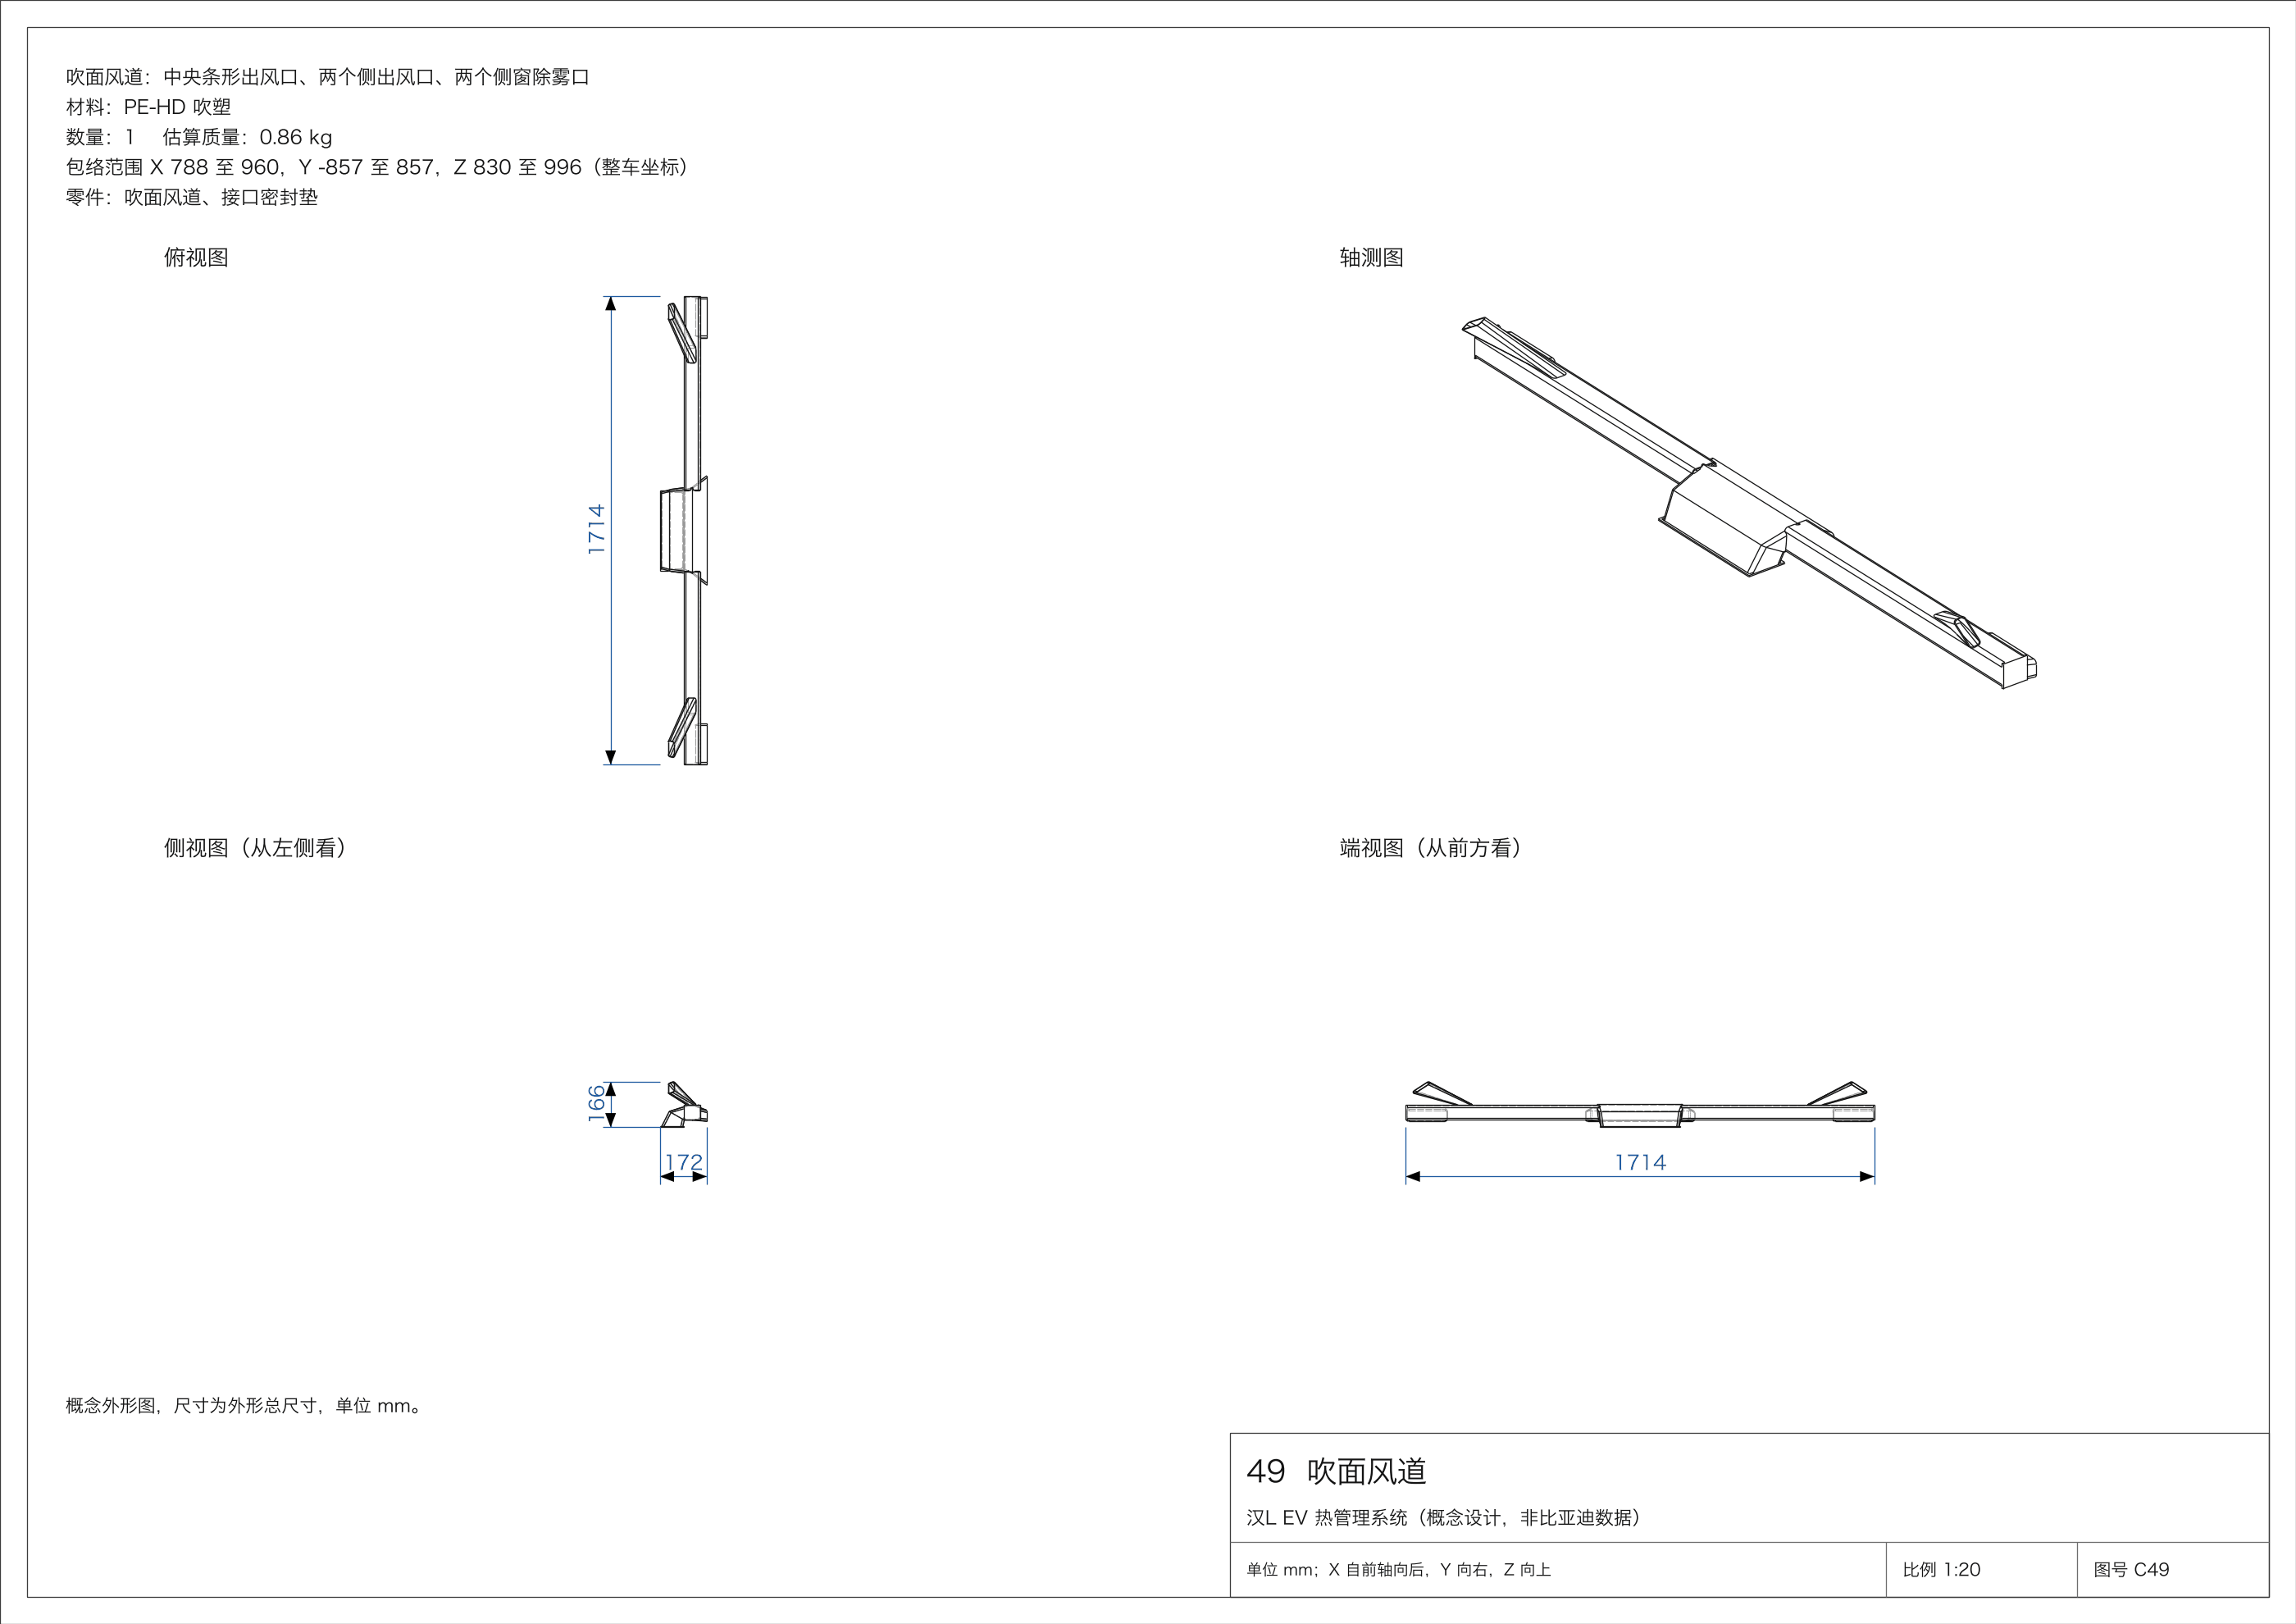 吹面风道：中央条形出风口、两个侧出风口、两个侧窗除雾口
材料：PE-HD 吹塑
数量：1 估算质量：0.86 kg
包络范围 X 788 至 960，Y -857 至 857，Z 830 至 996（整车坐标）
零件：吹面风道、接口密封垫
俯视图
轴测图
1714
侧视图（从左侧看）
端视图（从前方看）
166
172
1714
概念外形图，尺寸为外形总尺寸，单位 mm。
49 吹面风道
汉L EV 热管理系统（概念设计，非比亚迪数据）
单位 mm；X 自前轴向后，Y 向右，Z 向上
比例 1:20
图号 C49